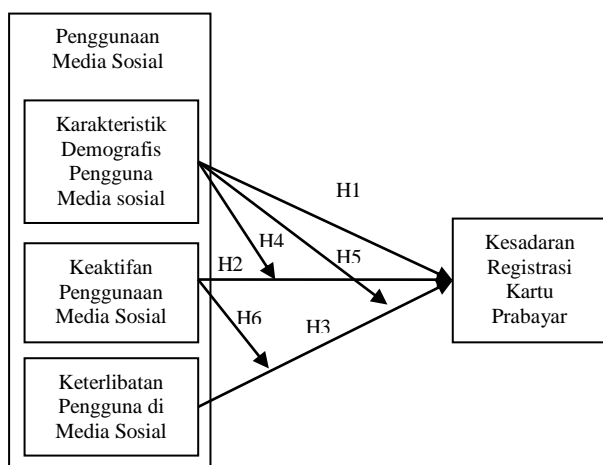 Penggunaan
Media Sosial
Karakteristik
Demografis
Pengguna
Media sosial
Keaktifan
Penggunaan
Media Sosial
Keterlibatan
Pengguna di
Media Sosial
H1
H4
H2
H5
H6
H3
Kesadaran
Registrasi
Kartu
Prabayar